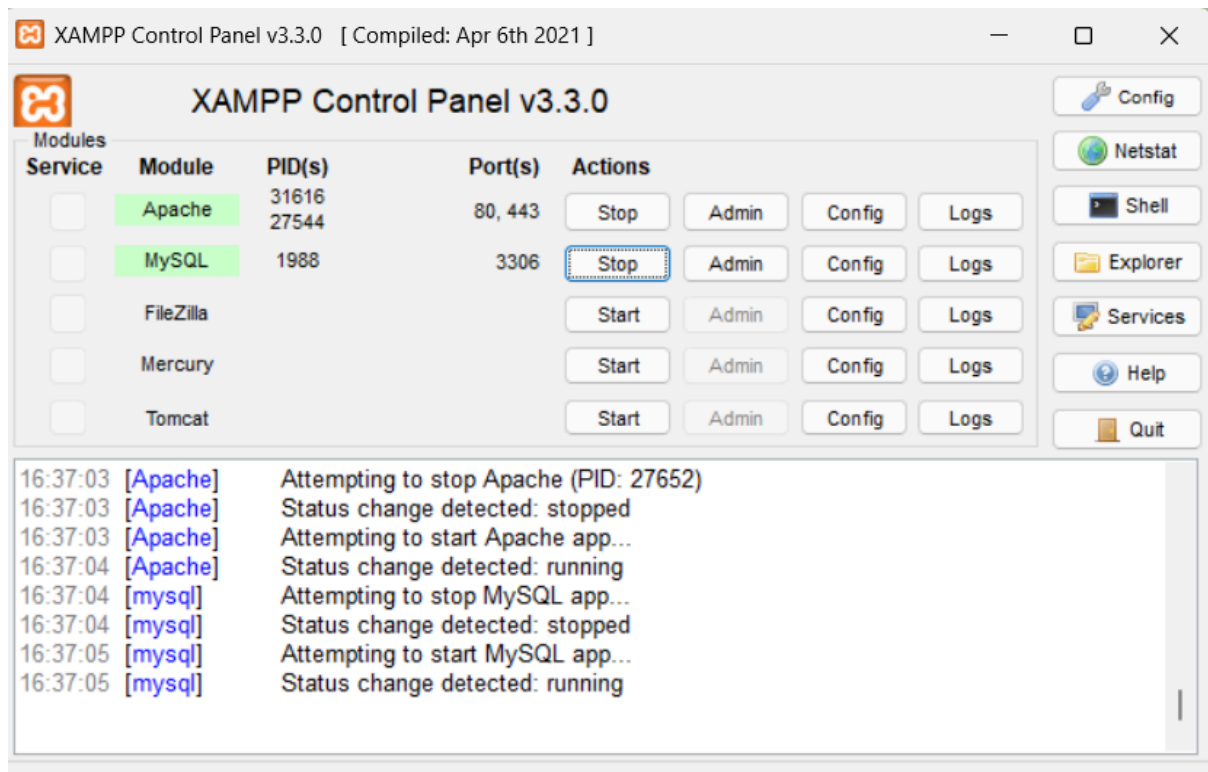 XAMPP Control Panel v3.3.0 [ Compiled: Apr 6th 2021 ]
XAMPP Control Panel v3.3.0
Config
Modules
Netstat
Service Module PID(s) Port(s) Actions
Apache 31616 27544 80, 443 Stop Admin Config Logs
Shell
MySQL 1988 3306 Stop Admin Config Logs
Explorer
FileZilla Start Admin Config Logs
Services
Mercury Start Admin Config Logs
Help
Tomcat Start Admin Config Logs
Quit
16:37:03 [Apache] Attempting to stop Apache (PID: 27652)
16:37:03 [Apache] Status change detected: stopped
16:37:03 [Apache] Attempting to start Apache app...
16:37:04 [Apache] Status change detected: running
16:37:04 [mysql] Attempting to stop MySQL app...
16:37:04 [mysql] Status change detected: stopped
16:37:05 [mysql] Attempting to start MySQL app...
16:37:05 [mysql] Status change detected: running